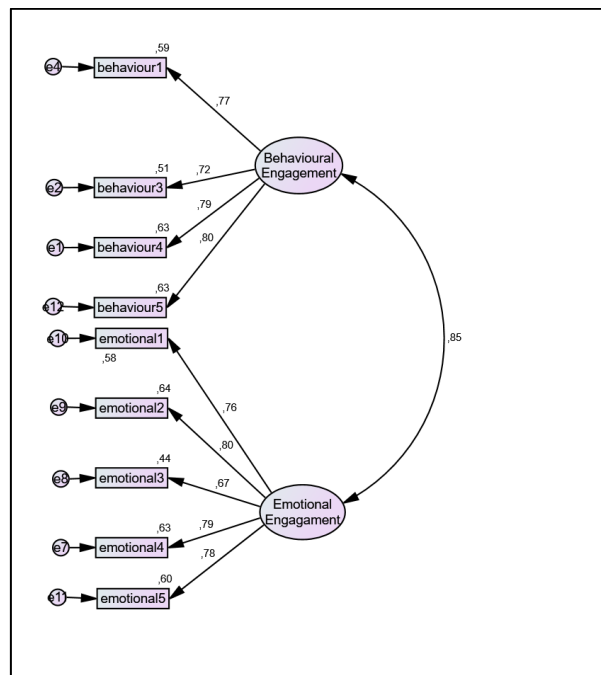 ,59
e4
behaviour1
,77
Behavioural
Engagement
,51
,72
e2
behaviour3
,79
,63
e1
behaviour4
,80
,63
e12
behaviour5
e10
emotional1
,85
,58
,64
,76
e9
emotional2
,80
,44
e8
emotional3
,67
Emotional
Engagament
,63
,79
e7
emotional4
,78
,60
e11
emotional5